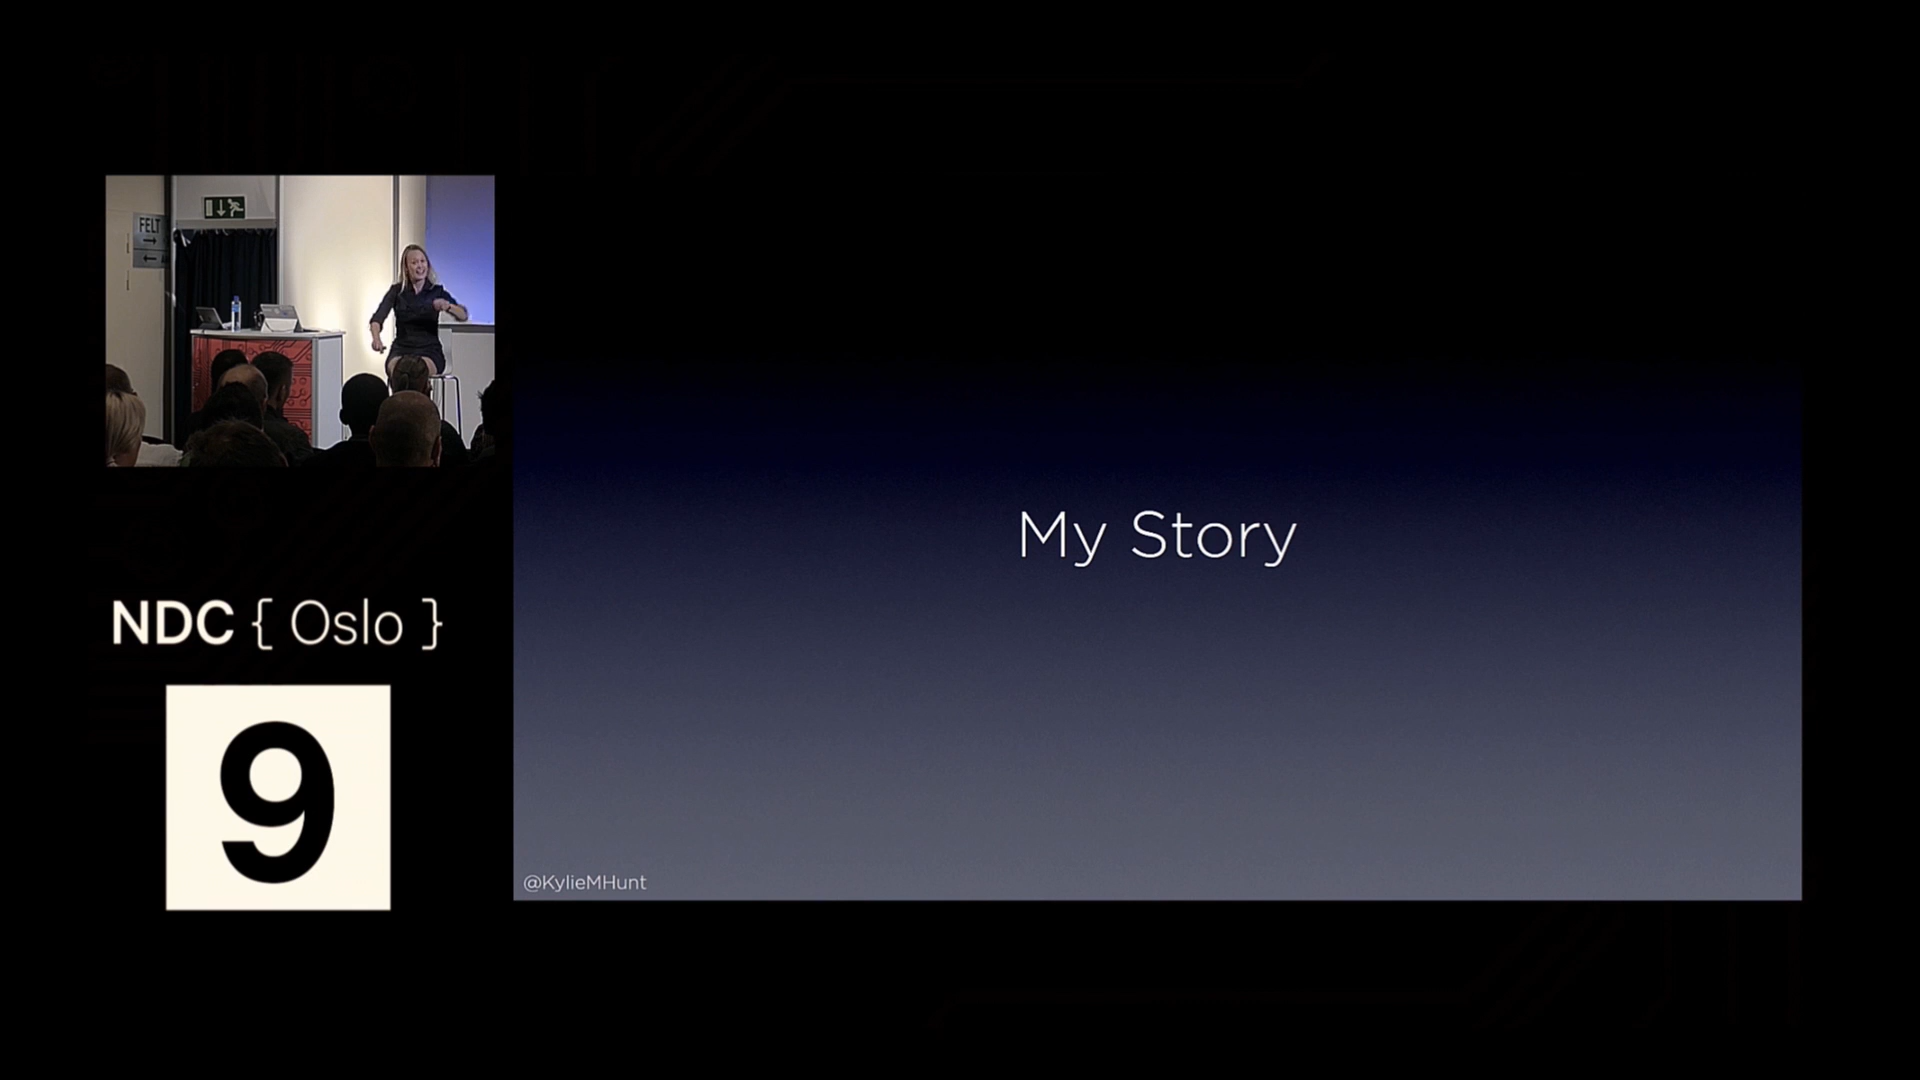 FELT
NDC { Oslo }
9
My Story
@KylieMHunt